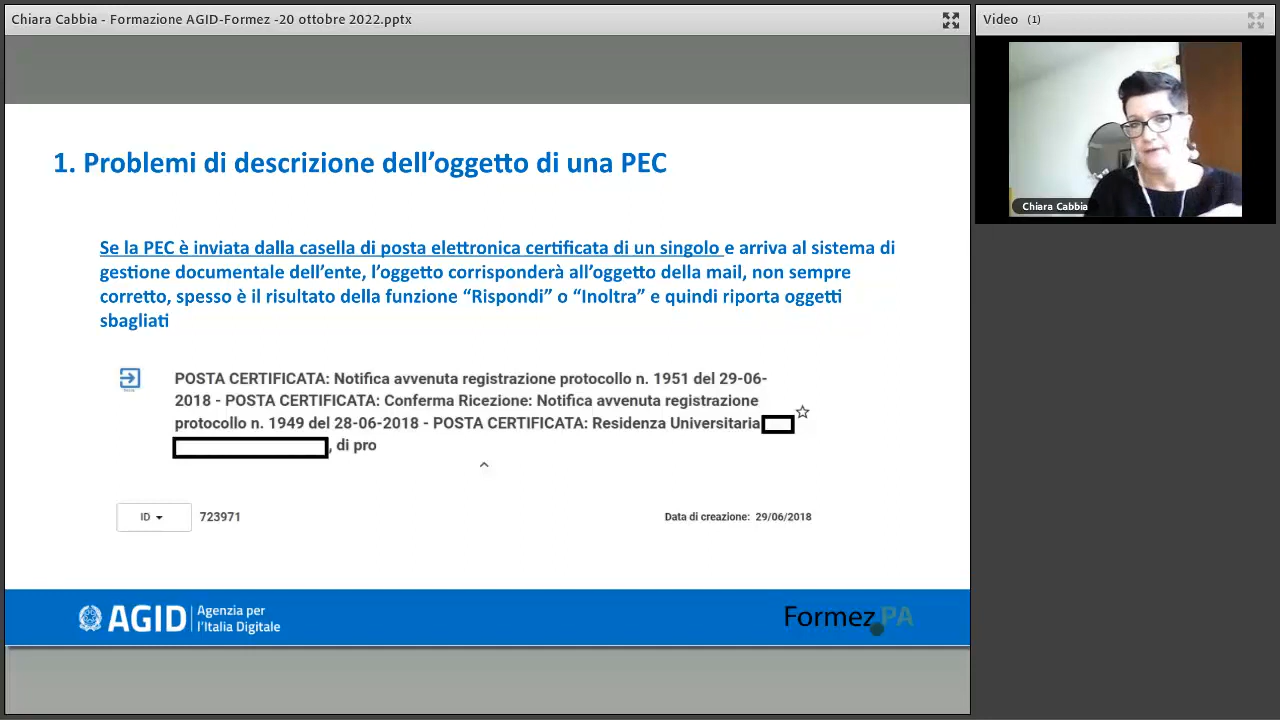 Chiara Cabbia - Formazione AGID-Formez -20 ottobre 2022.pptx
Video (1)
Chiara Cabbia
1. Problemi di descrizione dell'oggetto di una PEC
Se la PEC è inviata dalla casella di posta elettronica certificata di un singolo e arriva al sistema di
gestione documentale dell'ente, l'oggetto corrisponderà all'oggetto della mail, non sempre
corretto, spesso è il risultato della funzione “Rispondi” o “Inoltra” e quindi riporta oggetti
sbagliati
POSTA CERTIFICATA: Notifica avvenuta registrazione protocollo n. 1951 del 29-06-
2018 - POSTA CERTIFICATA: Conferma Ricezione: Notifica avvenuta registrazione
protocollo n. 1949 del 28-06-2018 - POSTA CERTIFICATA: Residenza Universitaria
, di pro
ID 723971
Data di creazione: 29/06/2018
AGID Agenzia per
l'Italia Digitale
Formez PA